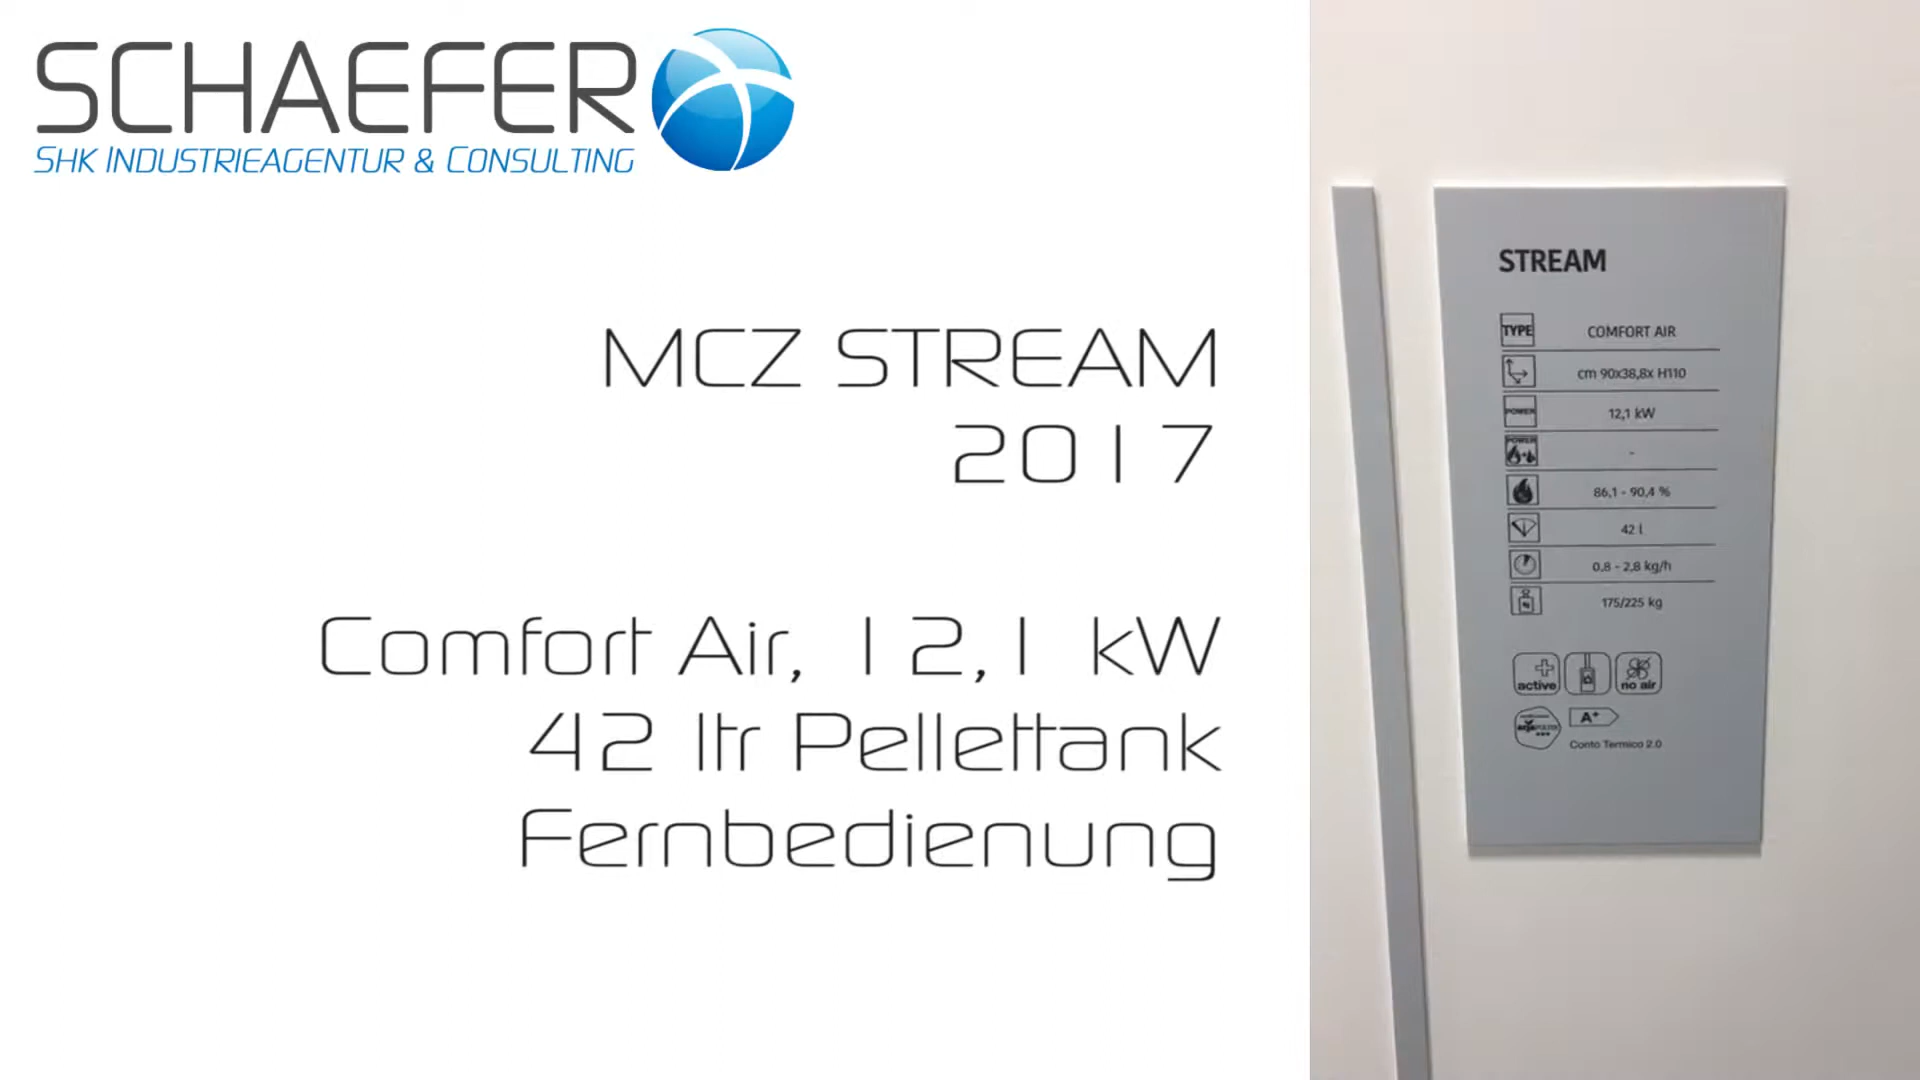 SCHAEFER
SHK INDUSTRIEAGENTUR & CONSULTING
MCZ STREAM
2017
Comfort Air, 12,1 kW
42 ltr Pellettank
Fernbedienung
STREAM
TYPE COMFORT AIR
cm 90x38,8x H110
POWER 12,1 kW
POWER -
86,1 - 90,4 %
42 l
0,8 - 2,8 kg/h
175/225 kg
active
no air
A+
Conto Termico 2.0